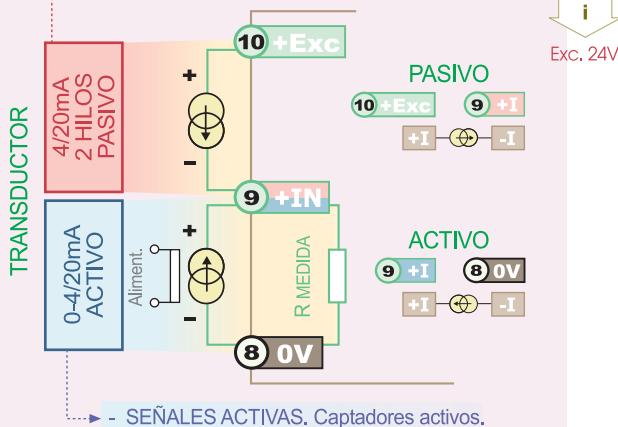 i
Exc. 24V
TRANSDUCTOR
4/20mA
2 HILOS
PASIVO
+
-
10 +Exc
PASIVO
10 +Exc
9 +I
+I
-I
9 +IN
0-4/20mA
ACTIVO
Aliment.
+
-
R MEDIDA
8 0V
ACTIVO
9 +I
8 0V
+I
-I
- SEÑALES ACTIVAS. Captadores activos.